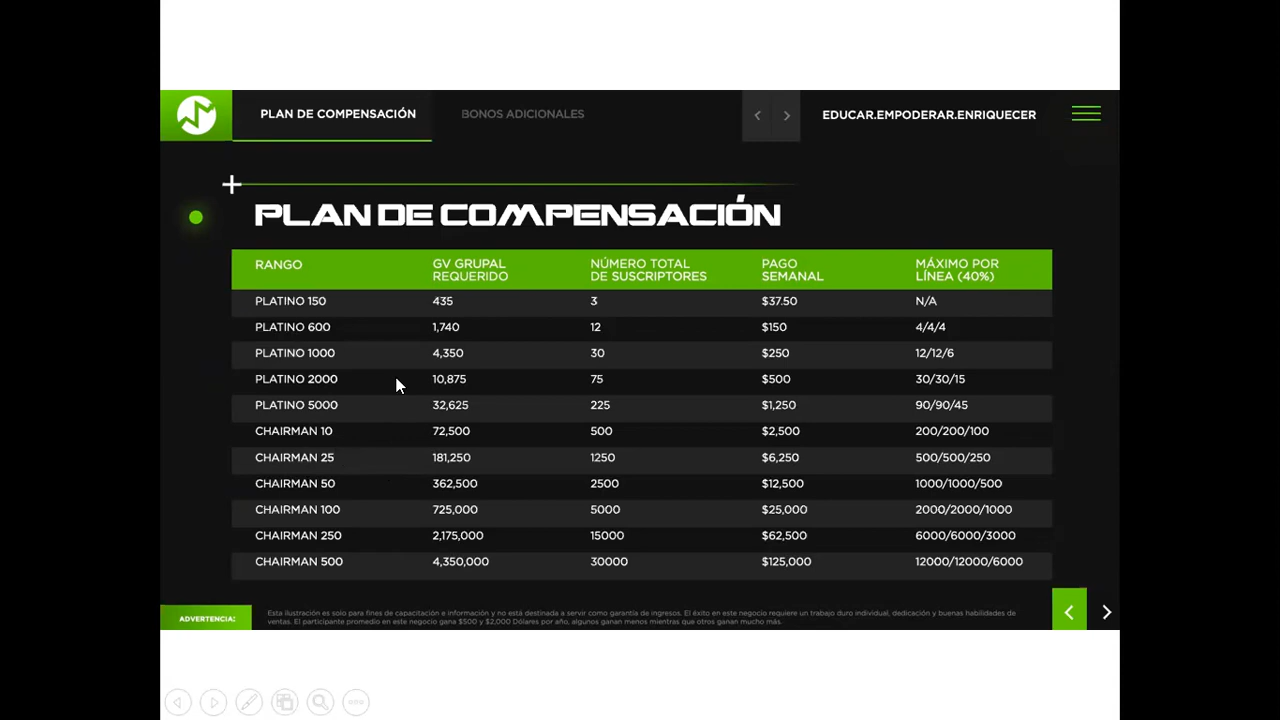 PLAN DE COMPENSACIÓN
BONOS ADICIONALES
EDUCAR.EMPODERAR.ENRIQUECER
PLAN DE COMPENSACIÓN
RANGO GV GRUPAL REQUERIDO NÚMERO TOTAL DE SUSCRIPTORES PAGO SEMANAL MÁXIMO POR LÍNEA (40%)
PLATINO 150 435 3 $37.50 N/A
PLATINO 600 1,740 12 $150 4/4/4
PLATINO 1000 4,350 30 $250 12/12/6
PLATINO 2000 10,875 75 $500 30/30/15
PLATINO 5000 32,625 225 $1,250 90/90/45
CHAIRMAN 10 72,500 500 $2,500 200/200/100
CHAIRMAN 25 181,250 1250 $6,250 500/500/250
CHAIRMAN 50 362,500 2500 $12,500 1000/1000/500
CHAIRMAN 100 725,000 5000 $25,000 2000/2000/1000
CHAIRMAN 250 2,175,000 15000 $62,500 6000/6000/3000
CHAIRMAN 500 4,350,000 30000 $125,000 12000/12000/6000
ADVERTENCIA:
Esta ilustración es solo para fines de capacitación e información y no está destinada a servir como garantía de ingresos. El éxito en este negocio requiere un trabajo duro individual, dedicación y buenas habilidades de
ventas. El participante promedio en este negocio gana $500 y $2,000 Dólares por año, algunos ganan menos mientras que otros ganan mucho más.